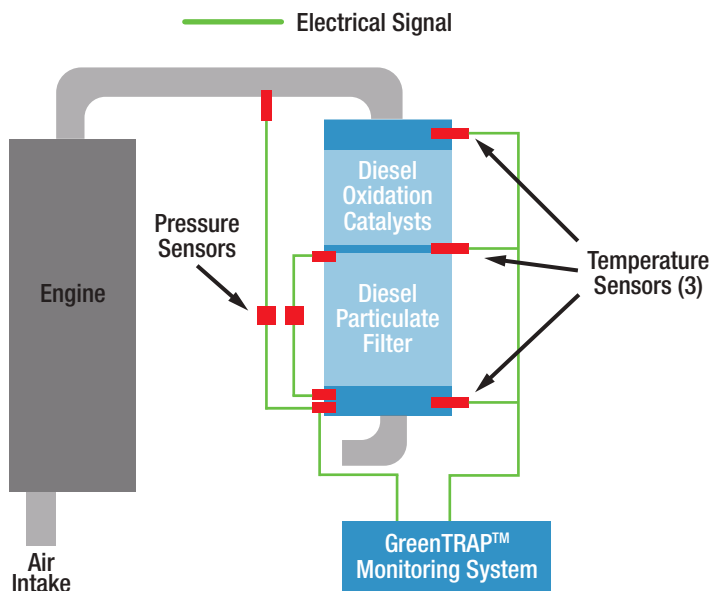 Electrical Signal
Diesel
Oxidation
Catalysts
Pressure
Sensors
Temperature
Sensors (3)
Engine
Diesel
Particulate
Filter
GreenTRAP™
Monitoring System
Air
Intake